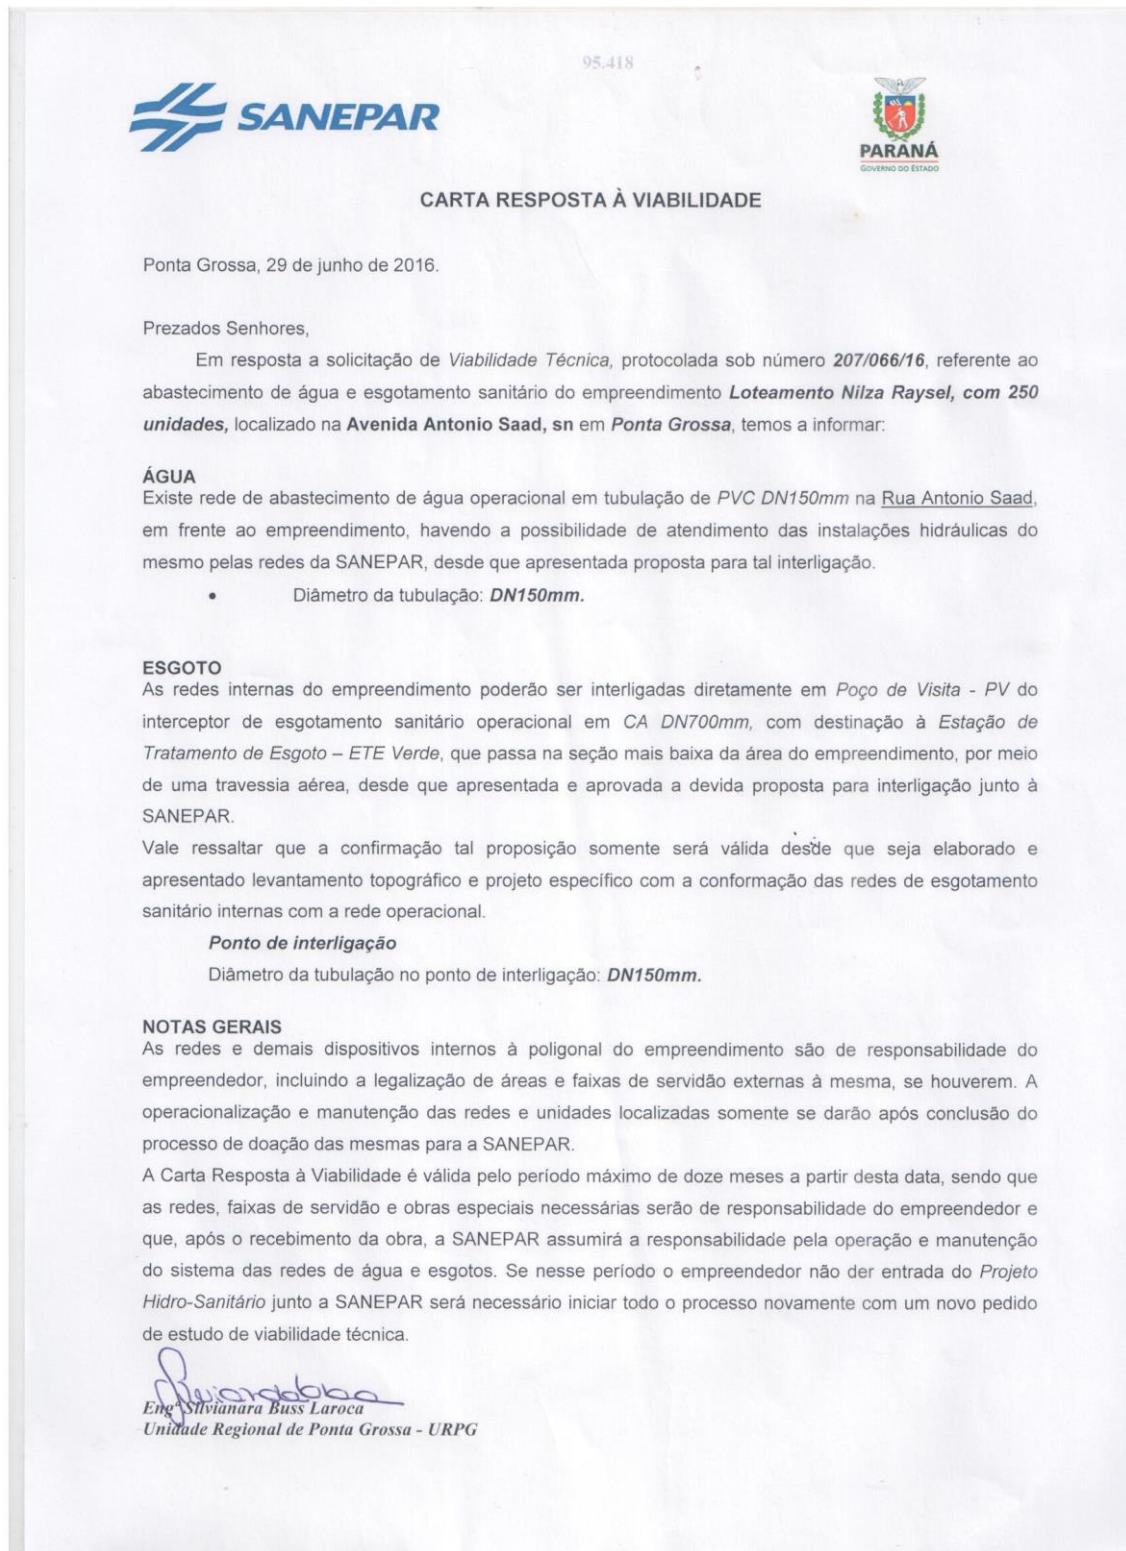 95.418
SANEPAR
PARANÁ
GOVERNO DO ESTADO
CARTA RESPOSTA À VIABILIDADE
Ponta Grossa, 29 de junho de 2016.
Prezados Senhores,
Em resposta a solicitação de Viabilidade Técnica, protocolada sob número 207/066/16, referente ao
abastecimento de água e esgotamento sanitário do empreendimento Loteamento Nilza Raysel, com 250
unidades, localizado na Avenida Antonio Saad, sn em Ponta Grossa, temos a informar:
ÁGUA
Existe rede de abastecimento de água operacional em tubulação de PVC DN150mm na Rua Antonio Saad,
em frente ao empreendimento, havendo a possibilidade de atendimento das instalações hidráulicas do
mesmo pelas redes da SANEPAR, desde que apresentada proposta para tal interligação.
• Diâmetro da tubulação: DN150mm.
ESGOTO
As redes internas do empreendimento poderão ser interligadas diretamente em Poço de Visita - PV do
interceptor de esgotamento sanitário operacional em CA DN700mm, com destinação à Estação de
Tratamento de Esgoto – ETE Verde, que passa na seção mais baixa da área do empreendimento, por meio
de uma travessia aérea, desde que apresentada e aprovada a devida proposta para interligação junto à
SANEPAR.
Vale ressaltar que a confirmação tal proposição somente será válida desde que seja elaborado e
apresentado levantamento topográfico e projeto específico com a conformação das redes de esgotamento
sanitário internas com a rede operacional.
Ponto de interligação
Diâmetro da tubulação no ponto de interligação: DN150mm.
NOTAS GERAIS
As redes e demais dispositivos internos à poligonal do empreendimento são de responsabilidade do
empreendedor, incluindo a legalização de áreas e faixas de servidão externas à mesma, se houverem. A
operacionalização e manutenção das redes e unidades localizadas somente se darão após conclusão do
processo de doação das mesmas para a SANEPAR.
A Carta Resposta à Viabilidade é válida pelo período máximo de doze meses a partir desta data, sendo que
as redes, faixas de servidão e obras especiais necessárias serão de responsabilidade do empreendedor e
que, após o recebimento da obra, a SANEPAR assumirá a responsabilidade pela operação e manutenção
do sistema das redes de água e esgotos. Se nesse período o empreendedor não der entrada do Projeto
Hidro-Sanitário junto a SANEPAR será necessário iniciar todo o processo novamente com um novo pedido
de estudo de viabilidade técnica.
Engª Silvianara Buss Laroca
Unidade Regional de Ponta Grossa - URPG